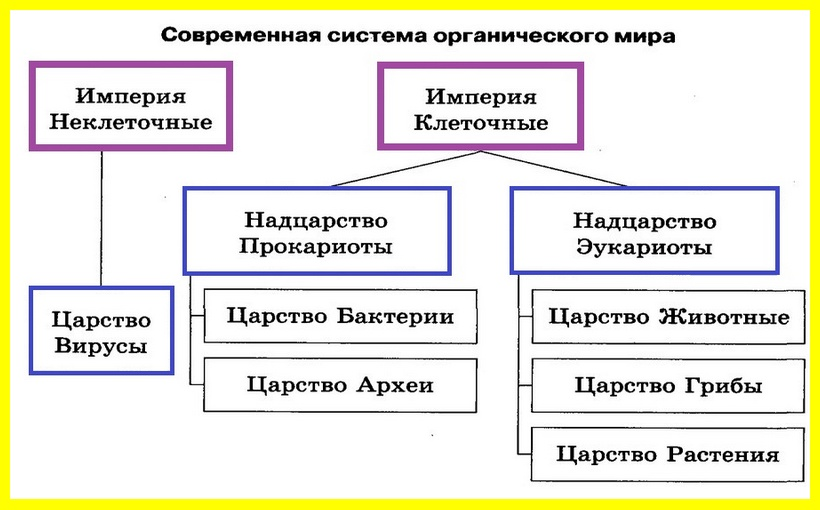 Современная система органического мира
Империя
Неклеточные
Империя
Клеточные
Надцарство
Прокариоты
Надцарство
Эукариоты
Царство
Вирусы
Царство Бактерии
Царство Животные
Царство Археи
Царство Грибы
Царство Растения